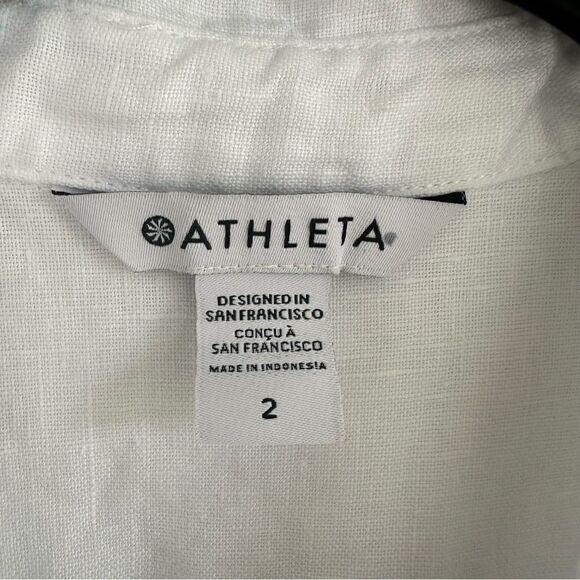 ATHLETA
DESIGNED IN
SAN FRANCISCO
CONÇU À
SAN FRANCISCO
MADE IN INDONESIA
2